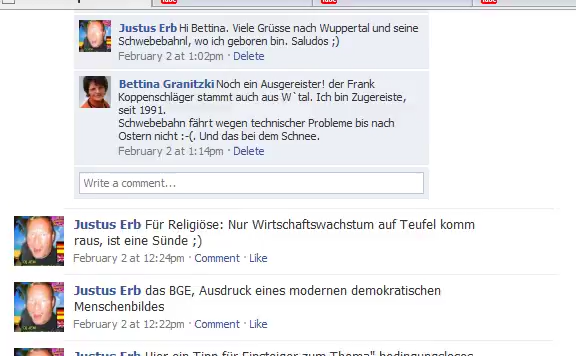 Justus Erb Hi Bettina. Viele Grüsse nach Wuppertal und seine
Schwebebahnl, wo ich geboren bin. Saludos ;)
February 2 at 1:02pm · Delete
Bettina Granitzki Noch ein Ausgereister! der Frank
Koppenschläger stammt auch aus W`tal. Ich bin Zugereiste,
seit 1991.
Schwebebahn fährt wegen technischer Probleme bis nach
Ostern nicht :-(. Und das bei dem Schnee.
February 2 at 1:14pm · Delete
Write a comment...
Justus Erb Für Religiöse: Nur Wirtschaftswachstum auf Teufel komm
raus, ist eine Sünde ;)
February 2 at 12:24pm · Comment · Like
Justus Erb das BGE, Ausdruck eines modernen demokratischen
Menschenbildes
February 2 at 12:22pm · Comment · Like
Justus Erb Hier ein Tipp für Einsteiger zum Thema" bedingungsloses